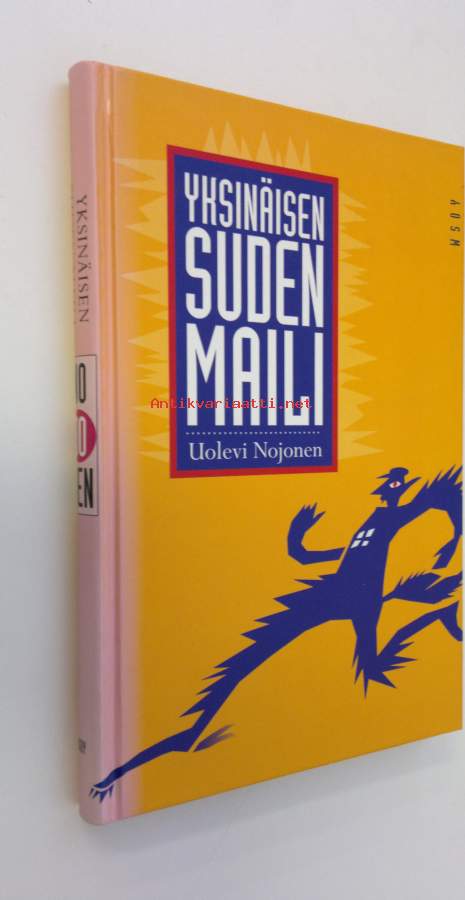 YKSINÄISEN
SUDEN
MAILI
Uolevi Nojonen
WSOY
YKSINÄISEN
Antikvariaatti.net